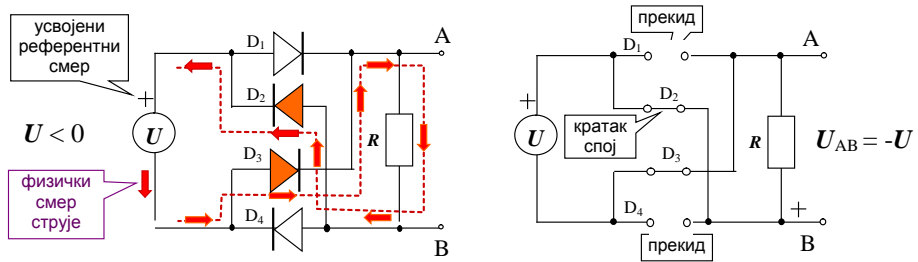 усвојени
референтни
смер
+
U
U < 0
физички
смер
струје
D1
D2
D3
D4
R
A
B
прекид
D1
D2
кратак
спој
D3
D4
прекид
U
R
A
UAB = -U
+
B